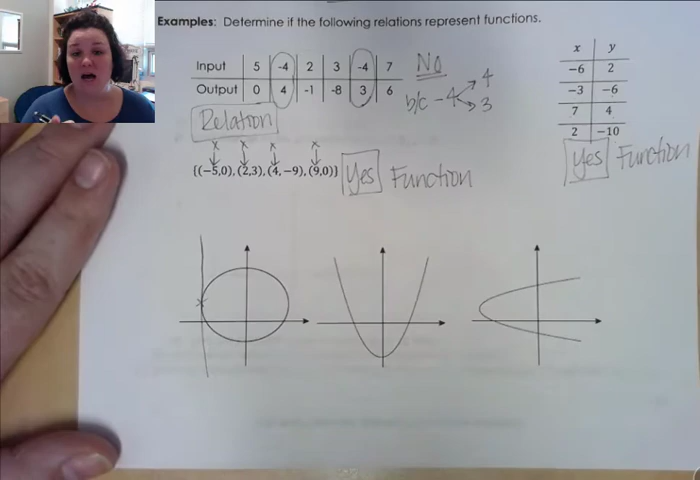 Examples: Determine if the following relations represent functions.
Input 5 -4 2 3 -4 7
Output 0 4 -1 -8 3 6
No
b/c -4 4
3
Relation
x y
-6 2
-3 -6
7 4
2 -10
Yes Function
x x x x
{(-5,0),(2,3),(4,-9),(9,0)} Yes Function
x